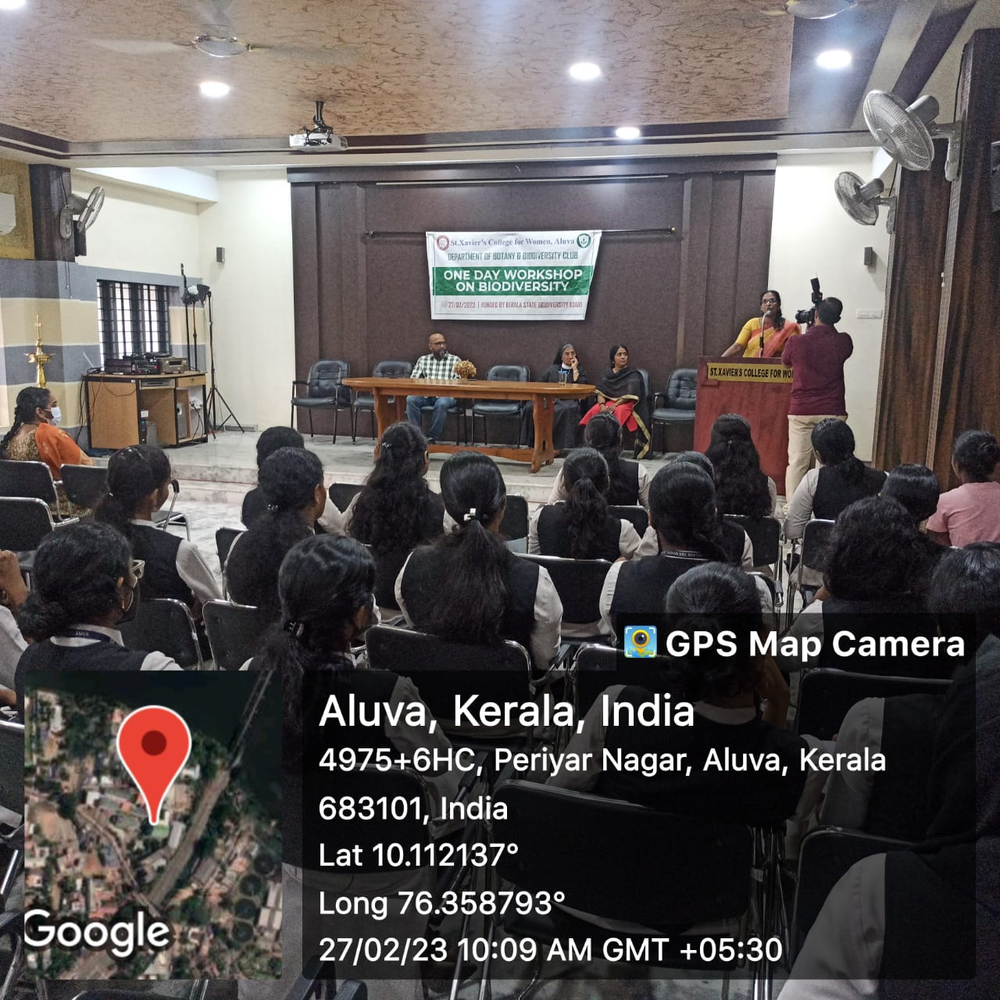 St.Xavier's College for Women, Aluva
DEPARTMENT OF BOTANY & BIODIVERSITY CLUB
ONE DAY WORKSHOP
ON BIODIVERSITY
27/02/2023 | FUNDED BY KERALA STATE BIODIVERSITY BOARD
ST.XAVIER'S COLLEGE FOR WO
GPS Map Camera
Aluva, Kerala, India
4975+6HC, Periyar Nagar, Aluva, Kerala
683101, India
Lat 10.112137°
Long 76.358793°
27/02/23 10:09 AM GMT +05:30
Google